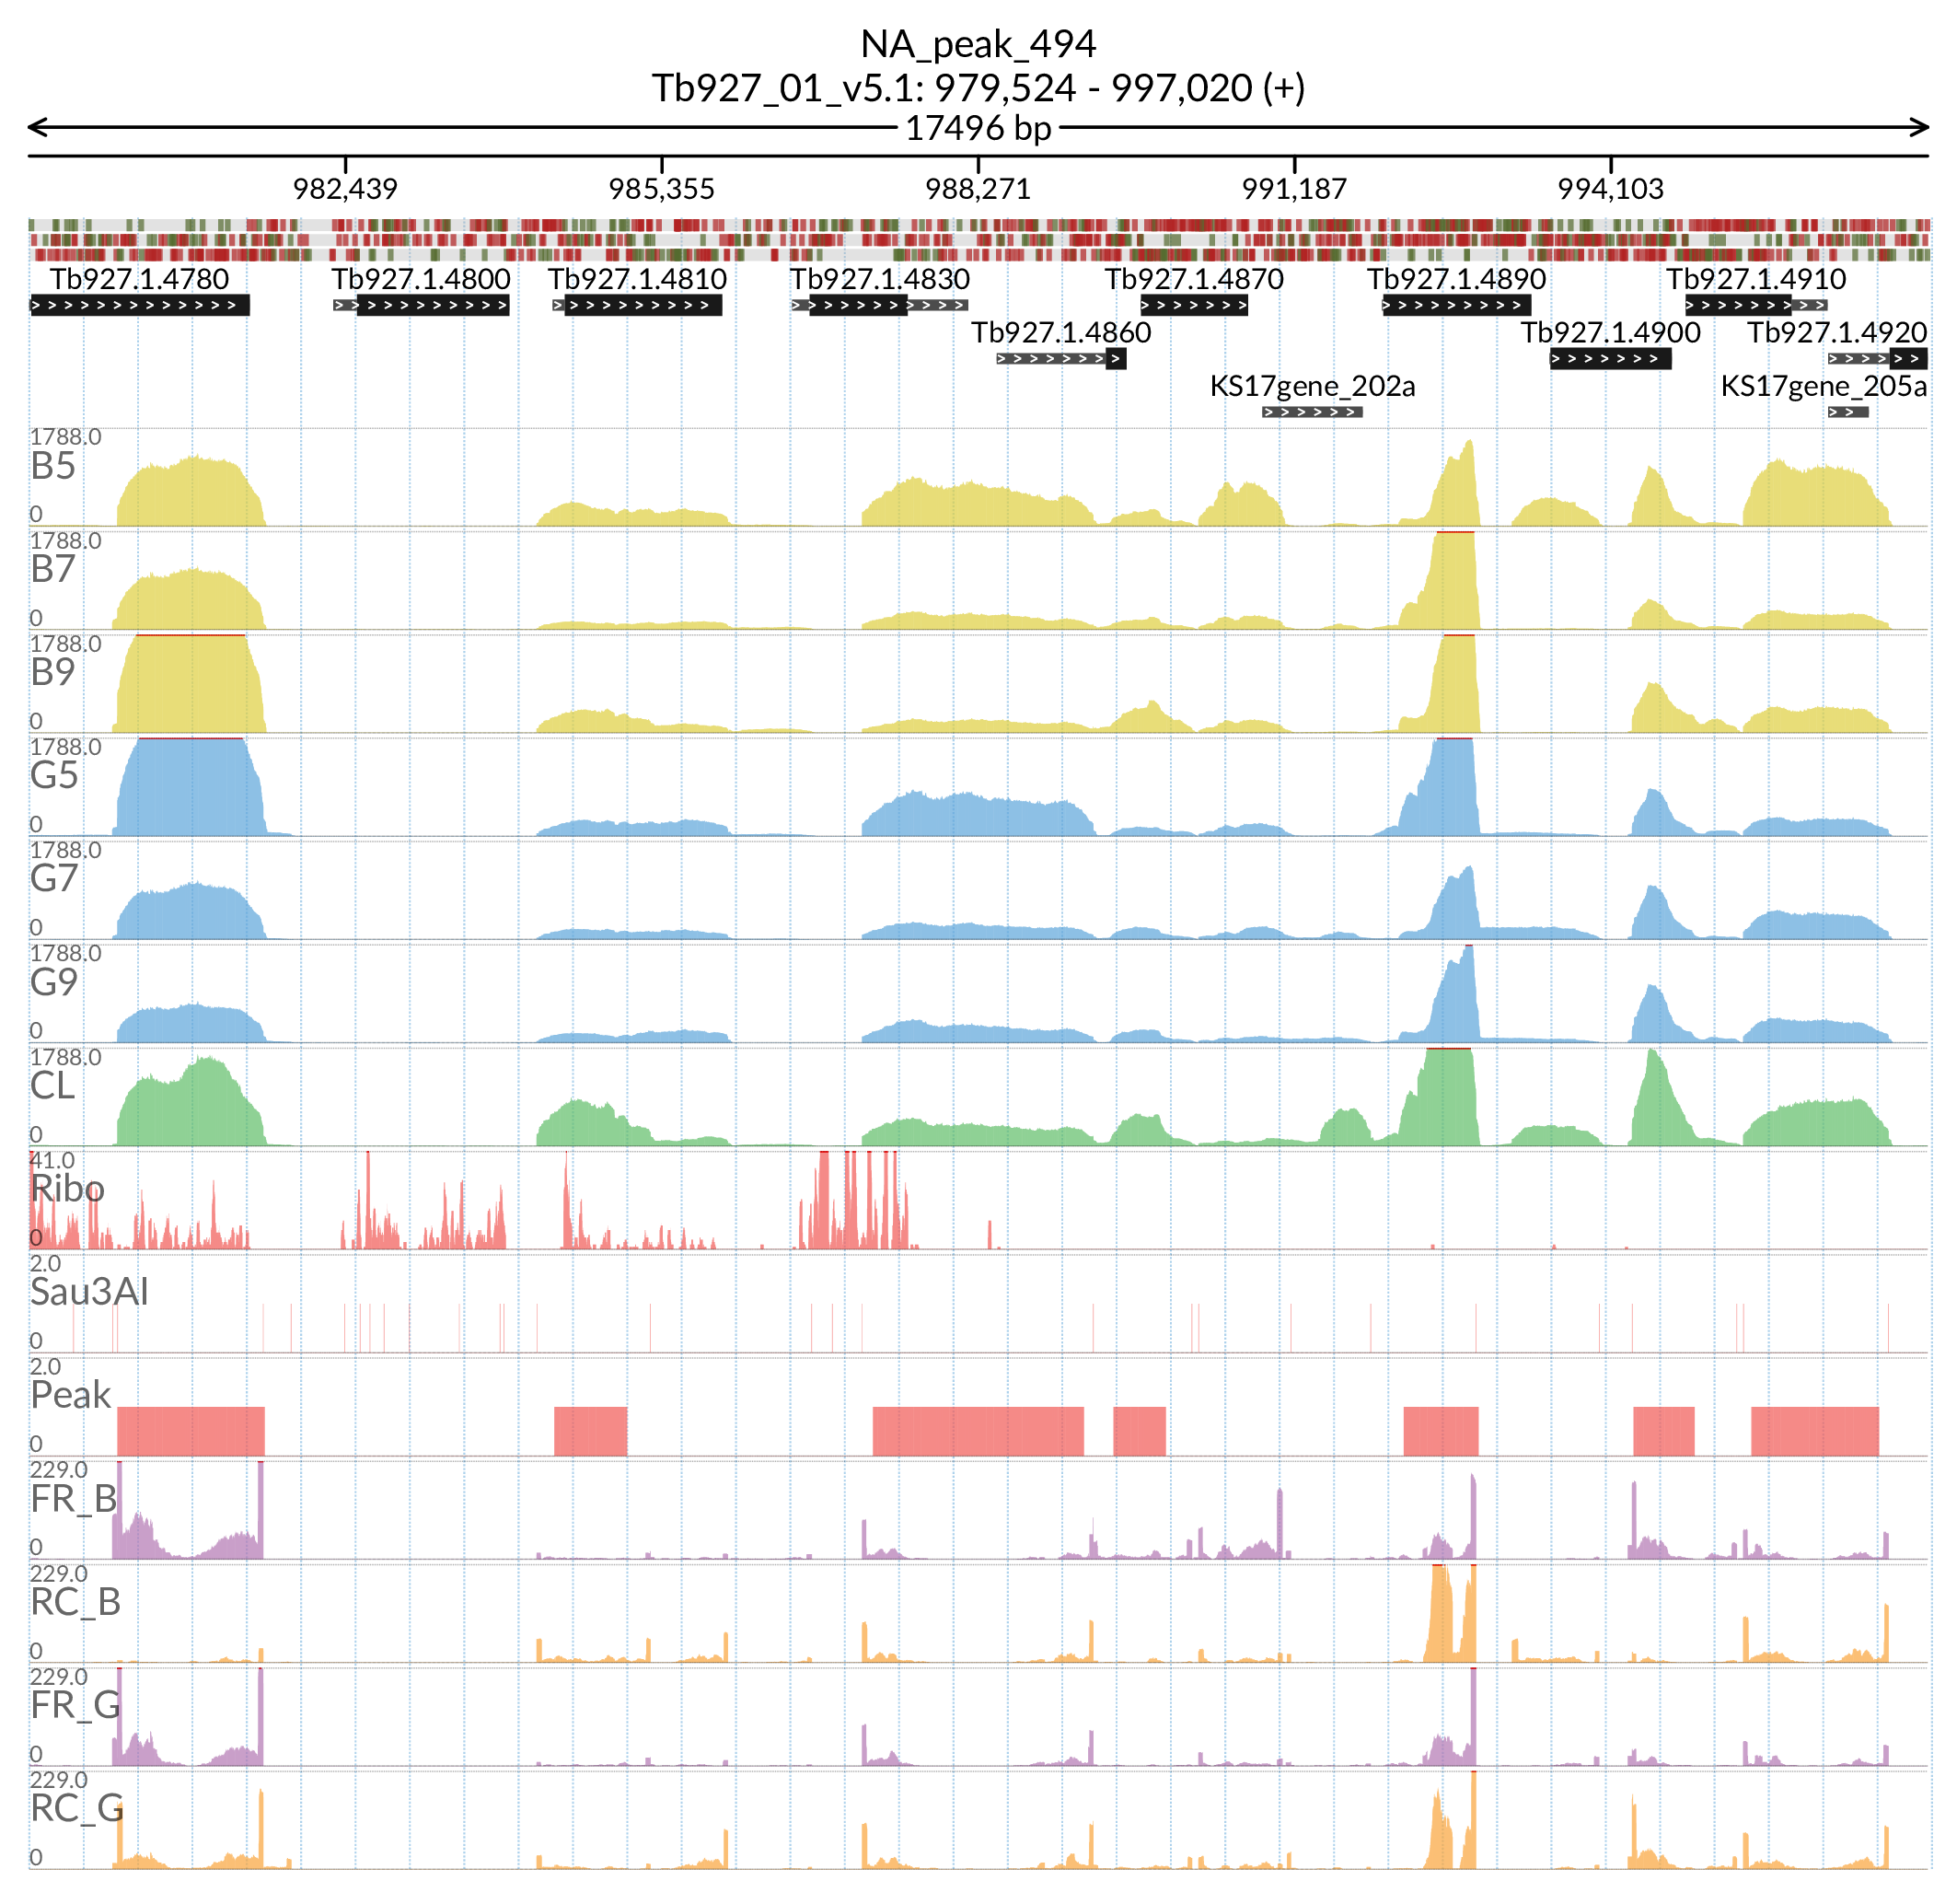 NA_peak_494
Tb927_01_v5.1: 979,524 - 997,020 (+)
17496 bp
982,439 985,355 988,271 991,187 994,103
Tb927.1.4780 Tb927.1.4800 Tb927.1.4810 Tb927.1.4830 Tb927.1.4870 Tb927.1.4890 Tb927.1.4910
Tb927.1.4860 Tb927.1.4900 Tb927.1.4920
KS17gene_202a KS17gene_205a
1788.0
B5
0
1788.0
B7
0
1788.0
B9
0
1788.0
G5
0
1788.0
G7
0
1788.0
G9
0
1788.0
CL
0
41.0
Ribo
0
2.0
Sau3AI
0
2.0
Peak
0
229.0
FR_B
0
229.0
RC_B
0
229.0
FR_G
0
229.0
RC_G
0